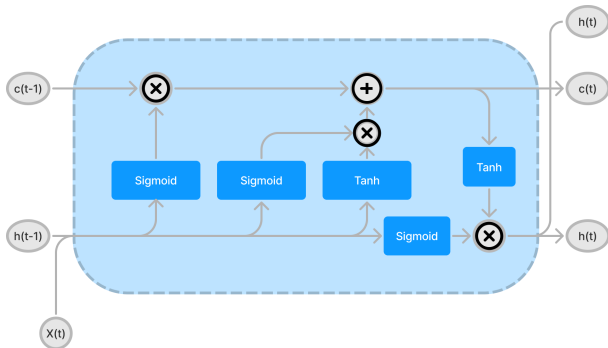 h(t)
c(t-1)
×
+
c(t)
×
Sigmoid
Sigmoid
Tanh
Tanh
h(t-1)
Sigmoid
×
h(t)
X(t)